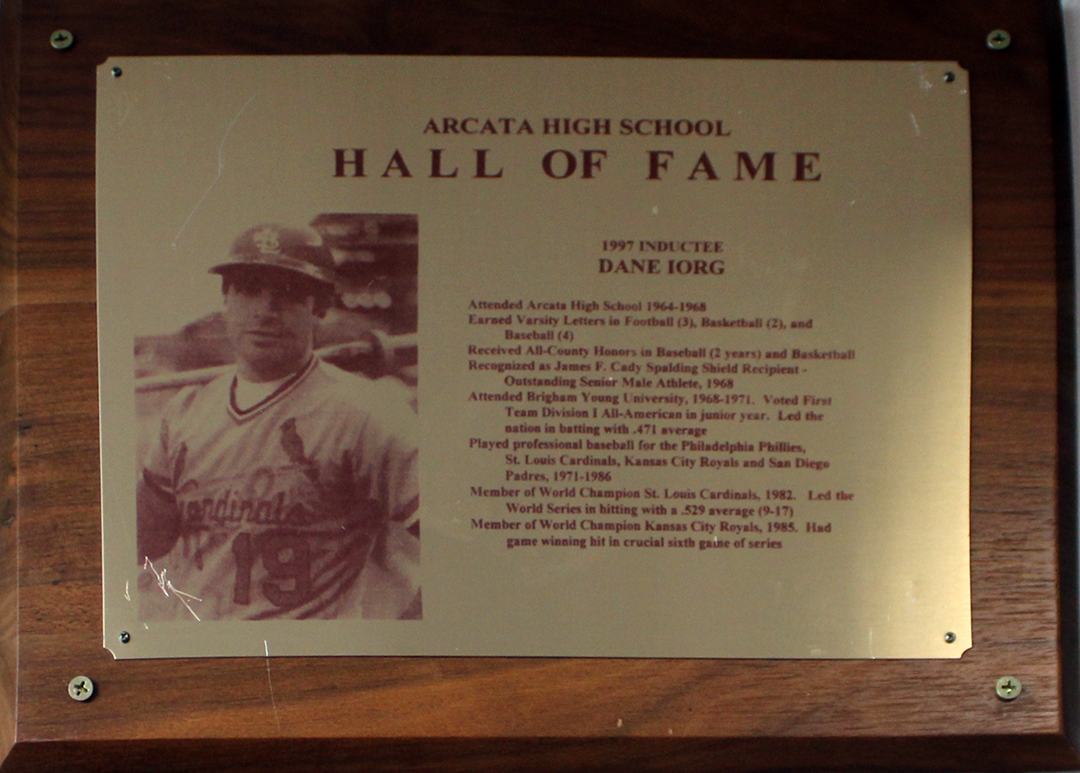 ARCATA HIGH SCHOOL
HALL OF FAME
1997 INDUCTEE
DANE IORG
Attended Arcata High School 1964-1968
Earned Varsity Letters in Football (3), Basketball (2), and
Baseball (4)
Received All-County Honors in Baseball (2 years) and Basketball
Recognized as James F. Cady Spalding Shield Recipient -
Outstanding Senior Male Athlete, 1968
Attended Brigham Young University, 1968-1971. Voted First
Team Division I All-American in junior year. Led the
nation in batting with .471 average
Played professional baseball for the Philadelphia Phillies,
St. Louis Cardinals, Kansas City Royals and San Diego
Padres, 1971-1986
Member of World Champion St. Louis Cardinals, 1982. Led the
World Series in hitting with a .529 average (9-17)
Member of World Champion Kansas City Royals, 1985. Had
game winning hit in crucial sixth game of series
StL
Cardinals
19